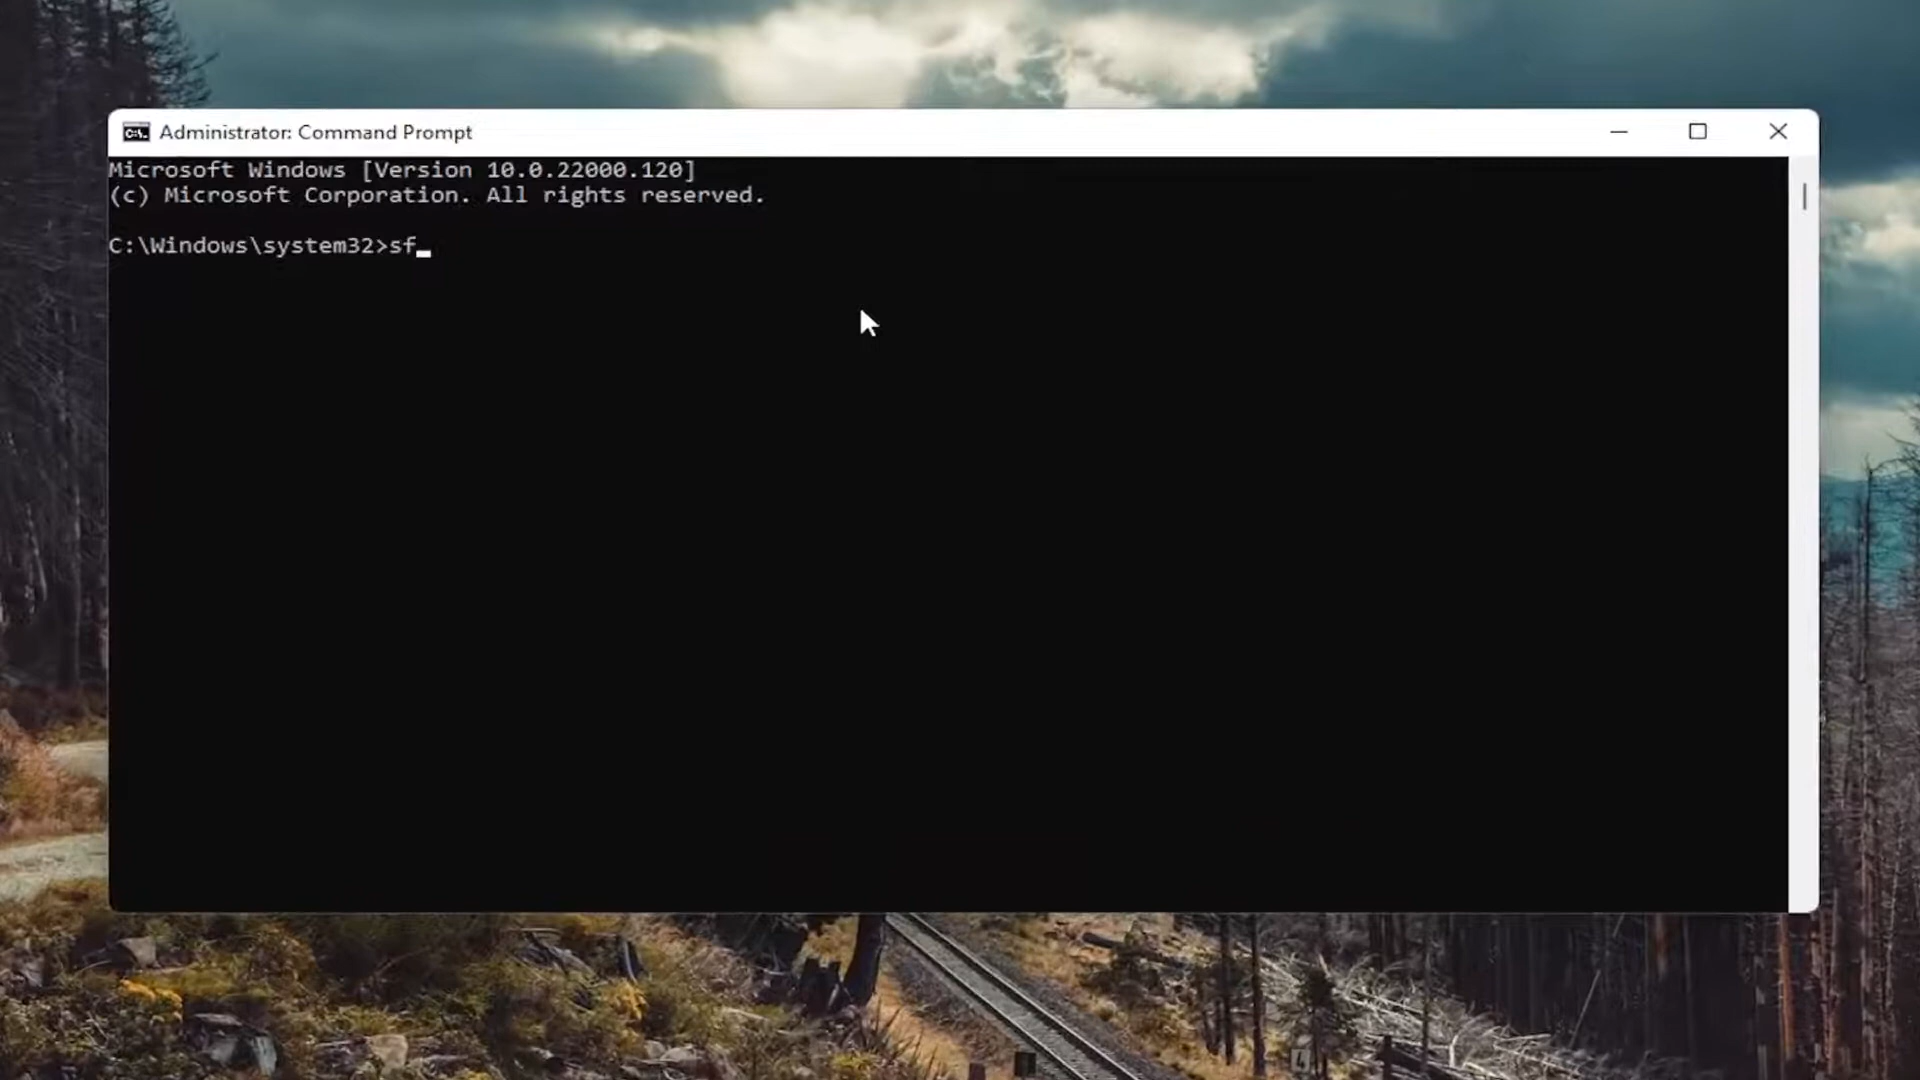 Administrator: Command Prompt
Microsoft Windows [Version 10.0.22000.120]
(c) Microsoft Corporation. All rights reserved.
C:\Windows\system32>sf